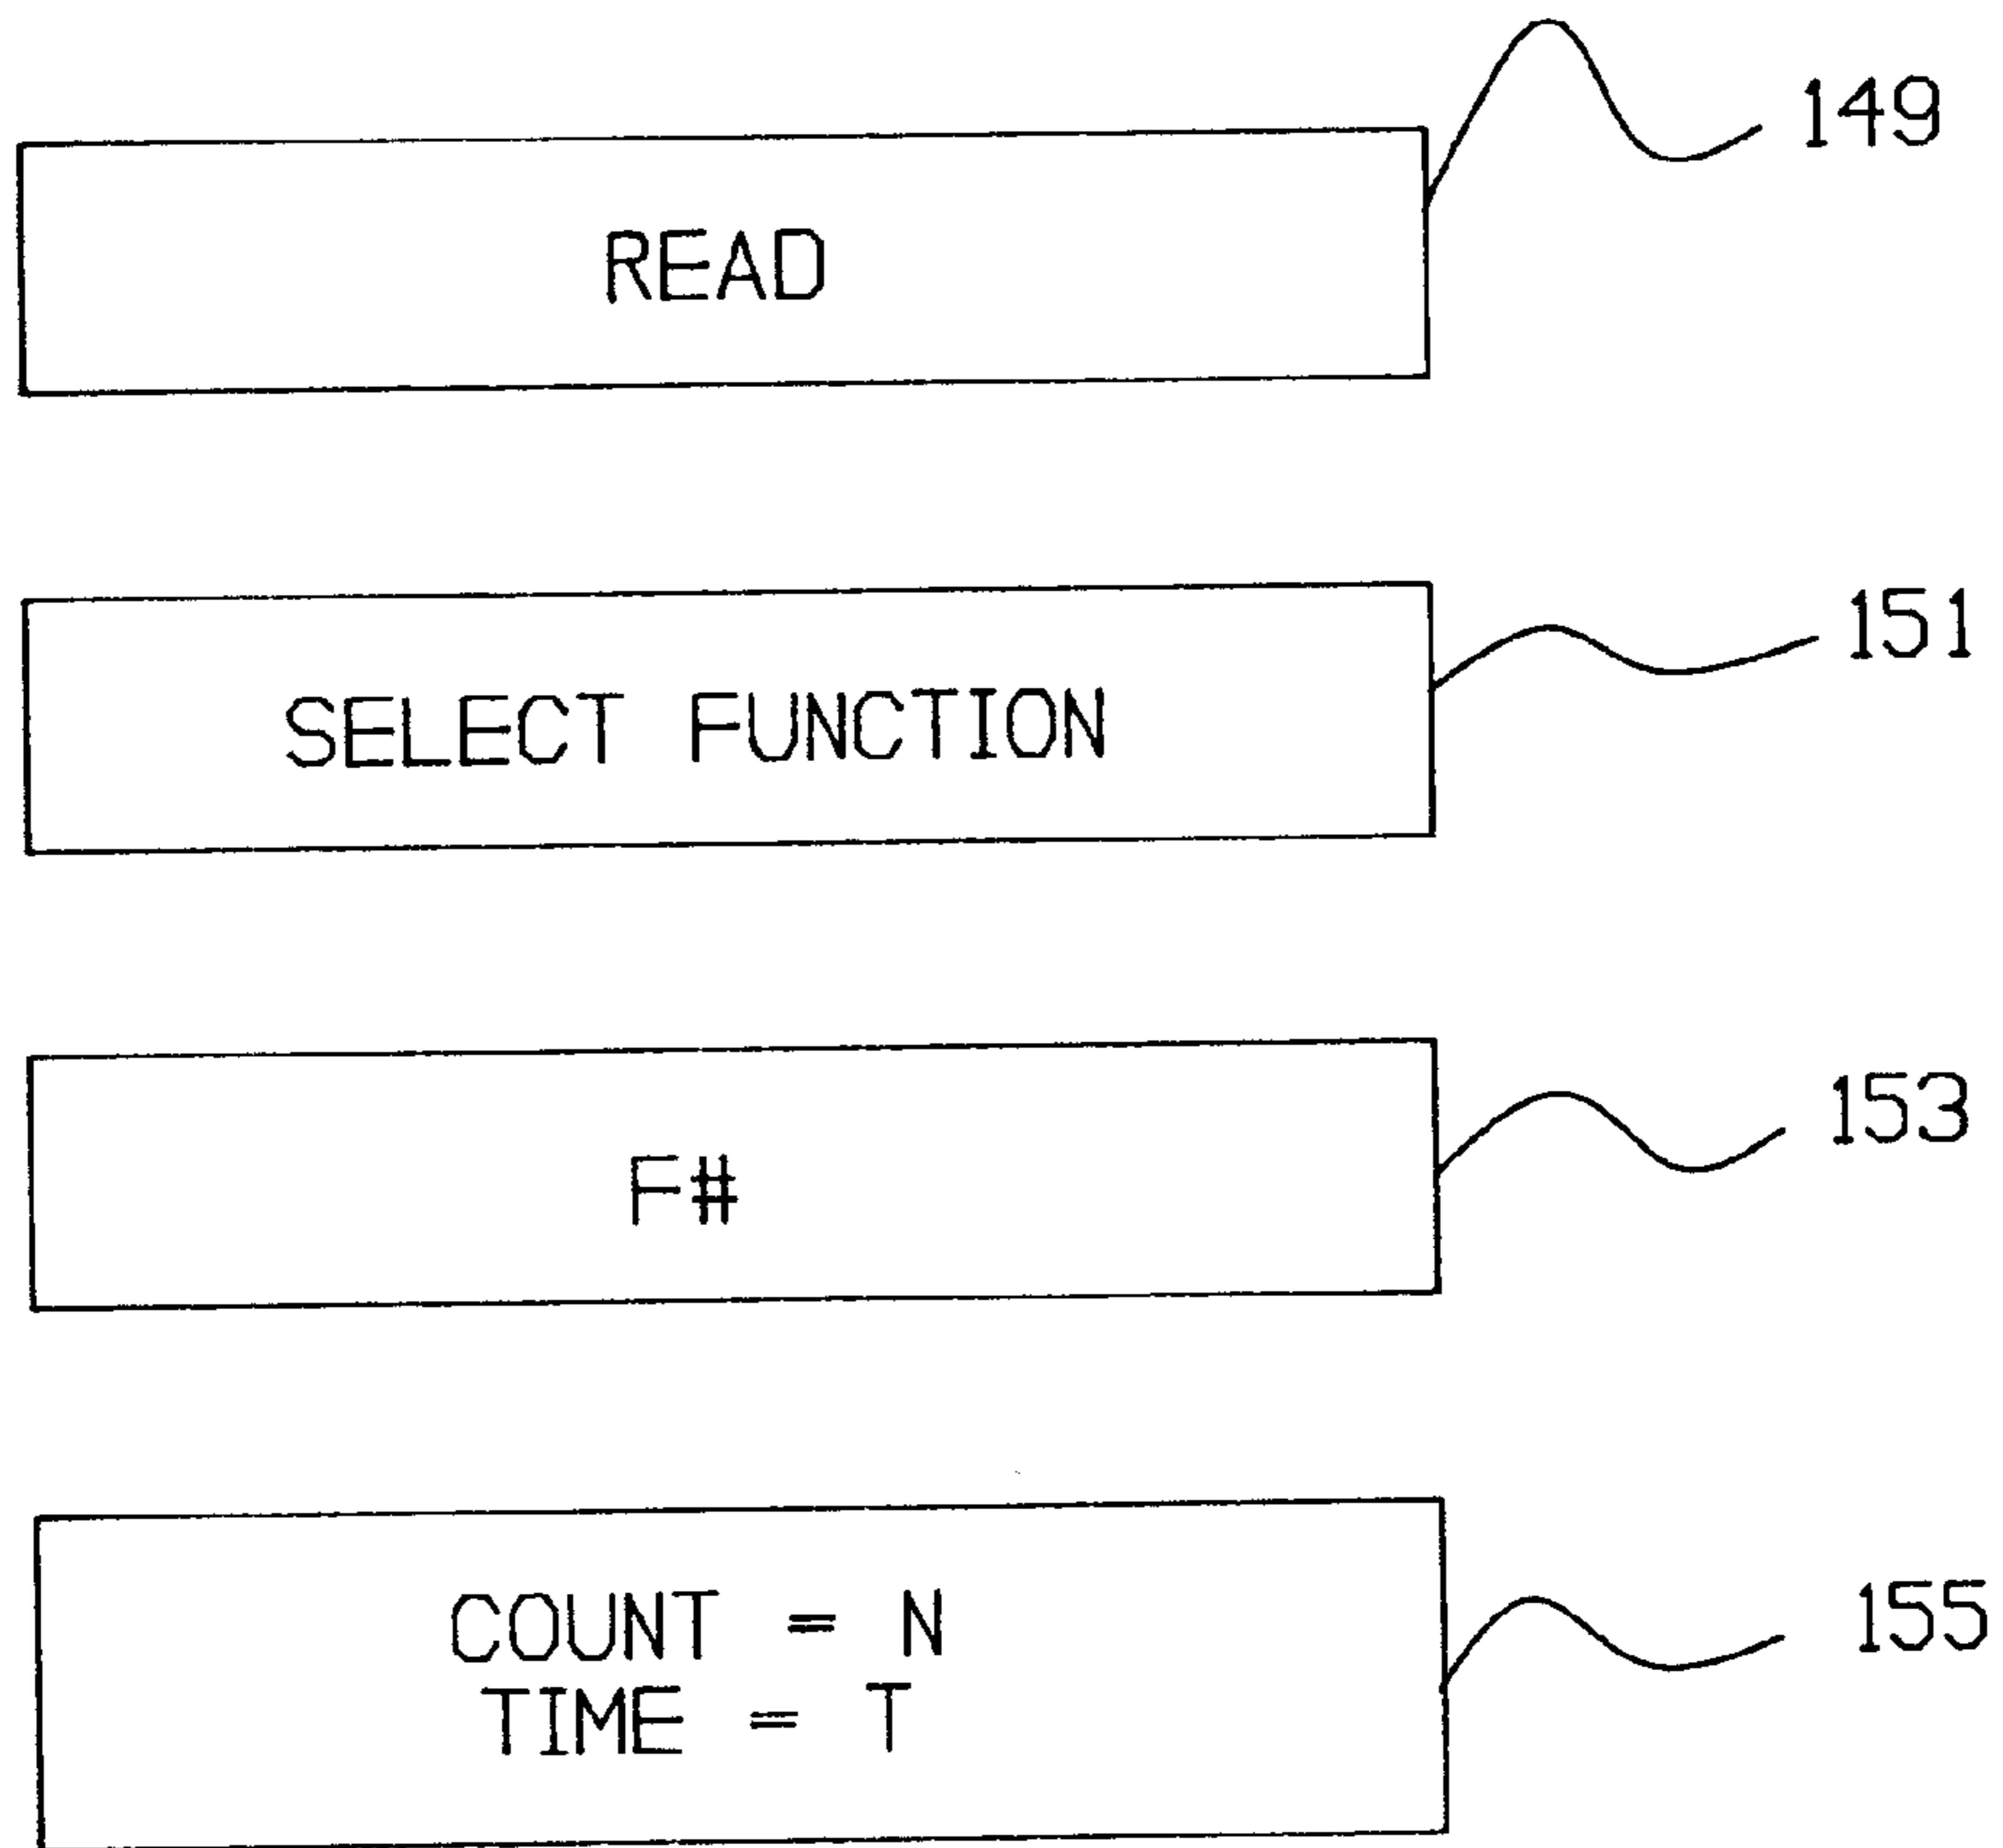 149
READ
151
SELECT FUNCTION
153
F#
COUNT = N
155
TIME = T